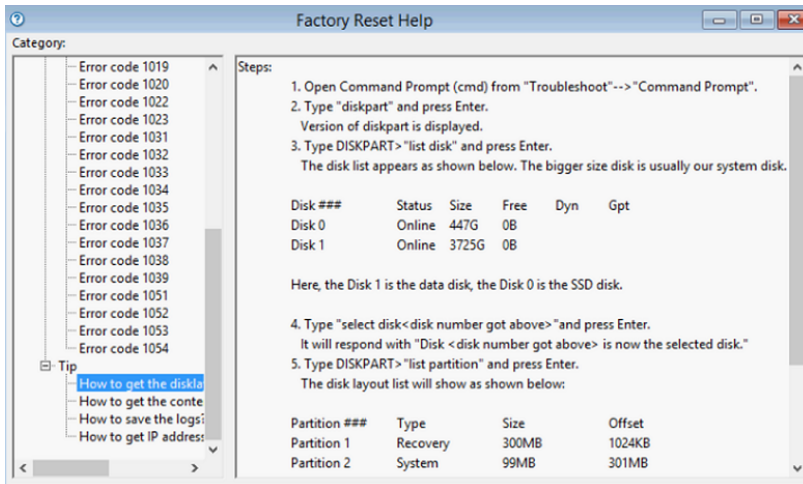 Factory Reset Help
Category:
Error code 1019
Error code 1020
Error code 1022
Error code 1023
Error code 1031
Error code 1032
Error code 1033
Error code 1034
Error code 1035
Error code 1036
Error code 1037
Error code 1038
Error code 1039
Error code 1051
Error code 1052
Error code 1053
Error code 1054
Tip
How to get the diskla
How to get the conte
How to save the logs?
How to get IP address
Steps:
1. Open Command Prompt (cmd) from "Troubleshoot"-->"Command Prompt".
2. Type "diskpart" and press Enter.
Version of diskpart is displayed.
3. Type DISKPART>"list disk" and press Enter.
The disk list appears as shown below. The bigger size disk is usually our system disk.
Disk ### Status Size Free Dyn Gpt
Disk 0 Online 447G 0B
Disk 1 Online 3725G 0B
Here, the Disk 1 is the data disk, the Disk 0 is the SSD disk.
4. Type "select disk<disk number got above>"and press Enter.
It will respond with "Disk <disk number got above> is now the selected disk."
5. Type DISKPART>"list partition" and press Enter.
The disk layout list will show as shown below:
Partition ### Type Size Offset
Partition 1 Recovery 300MB 1024KB
Partition 2 System 99MB 301MB